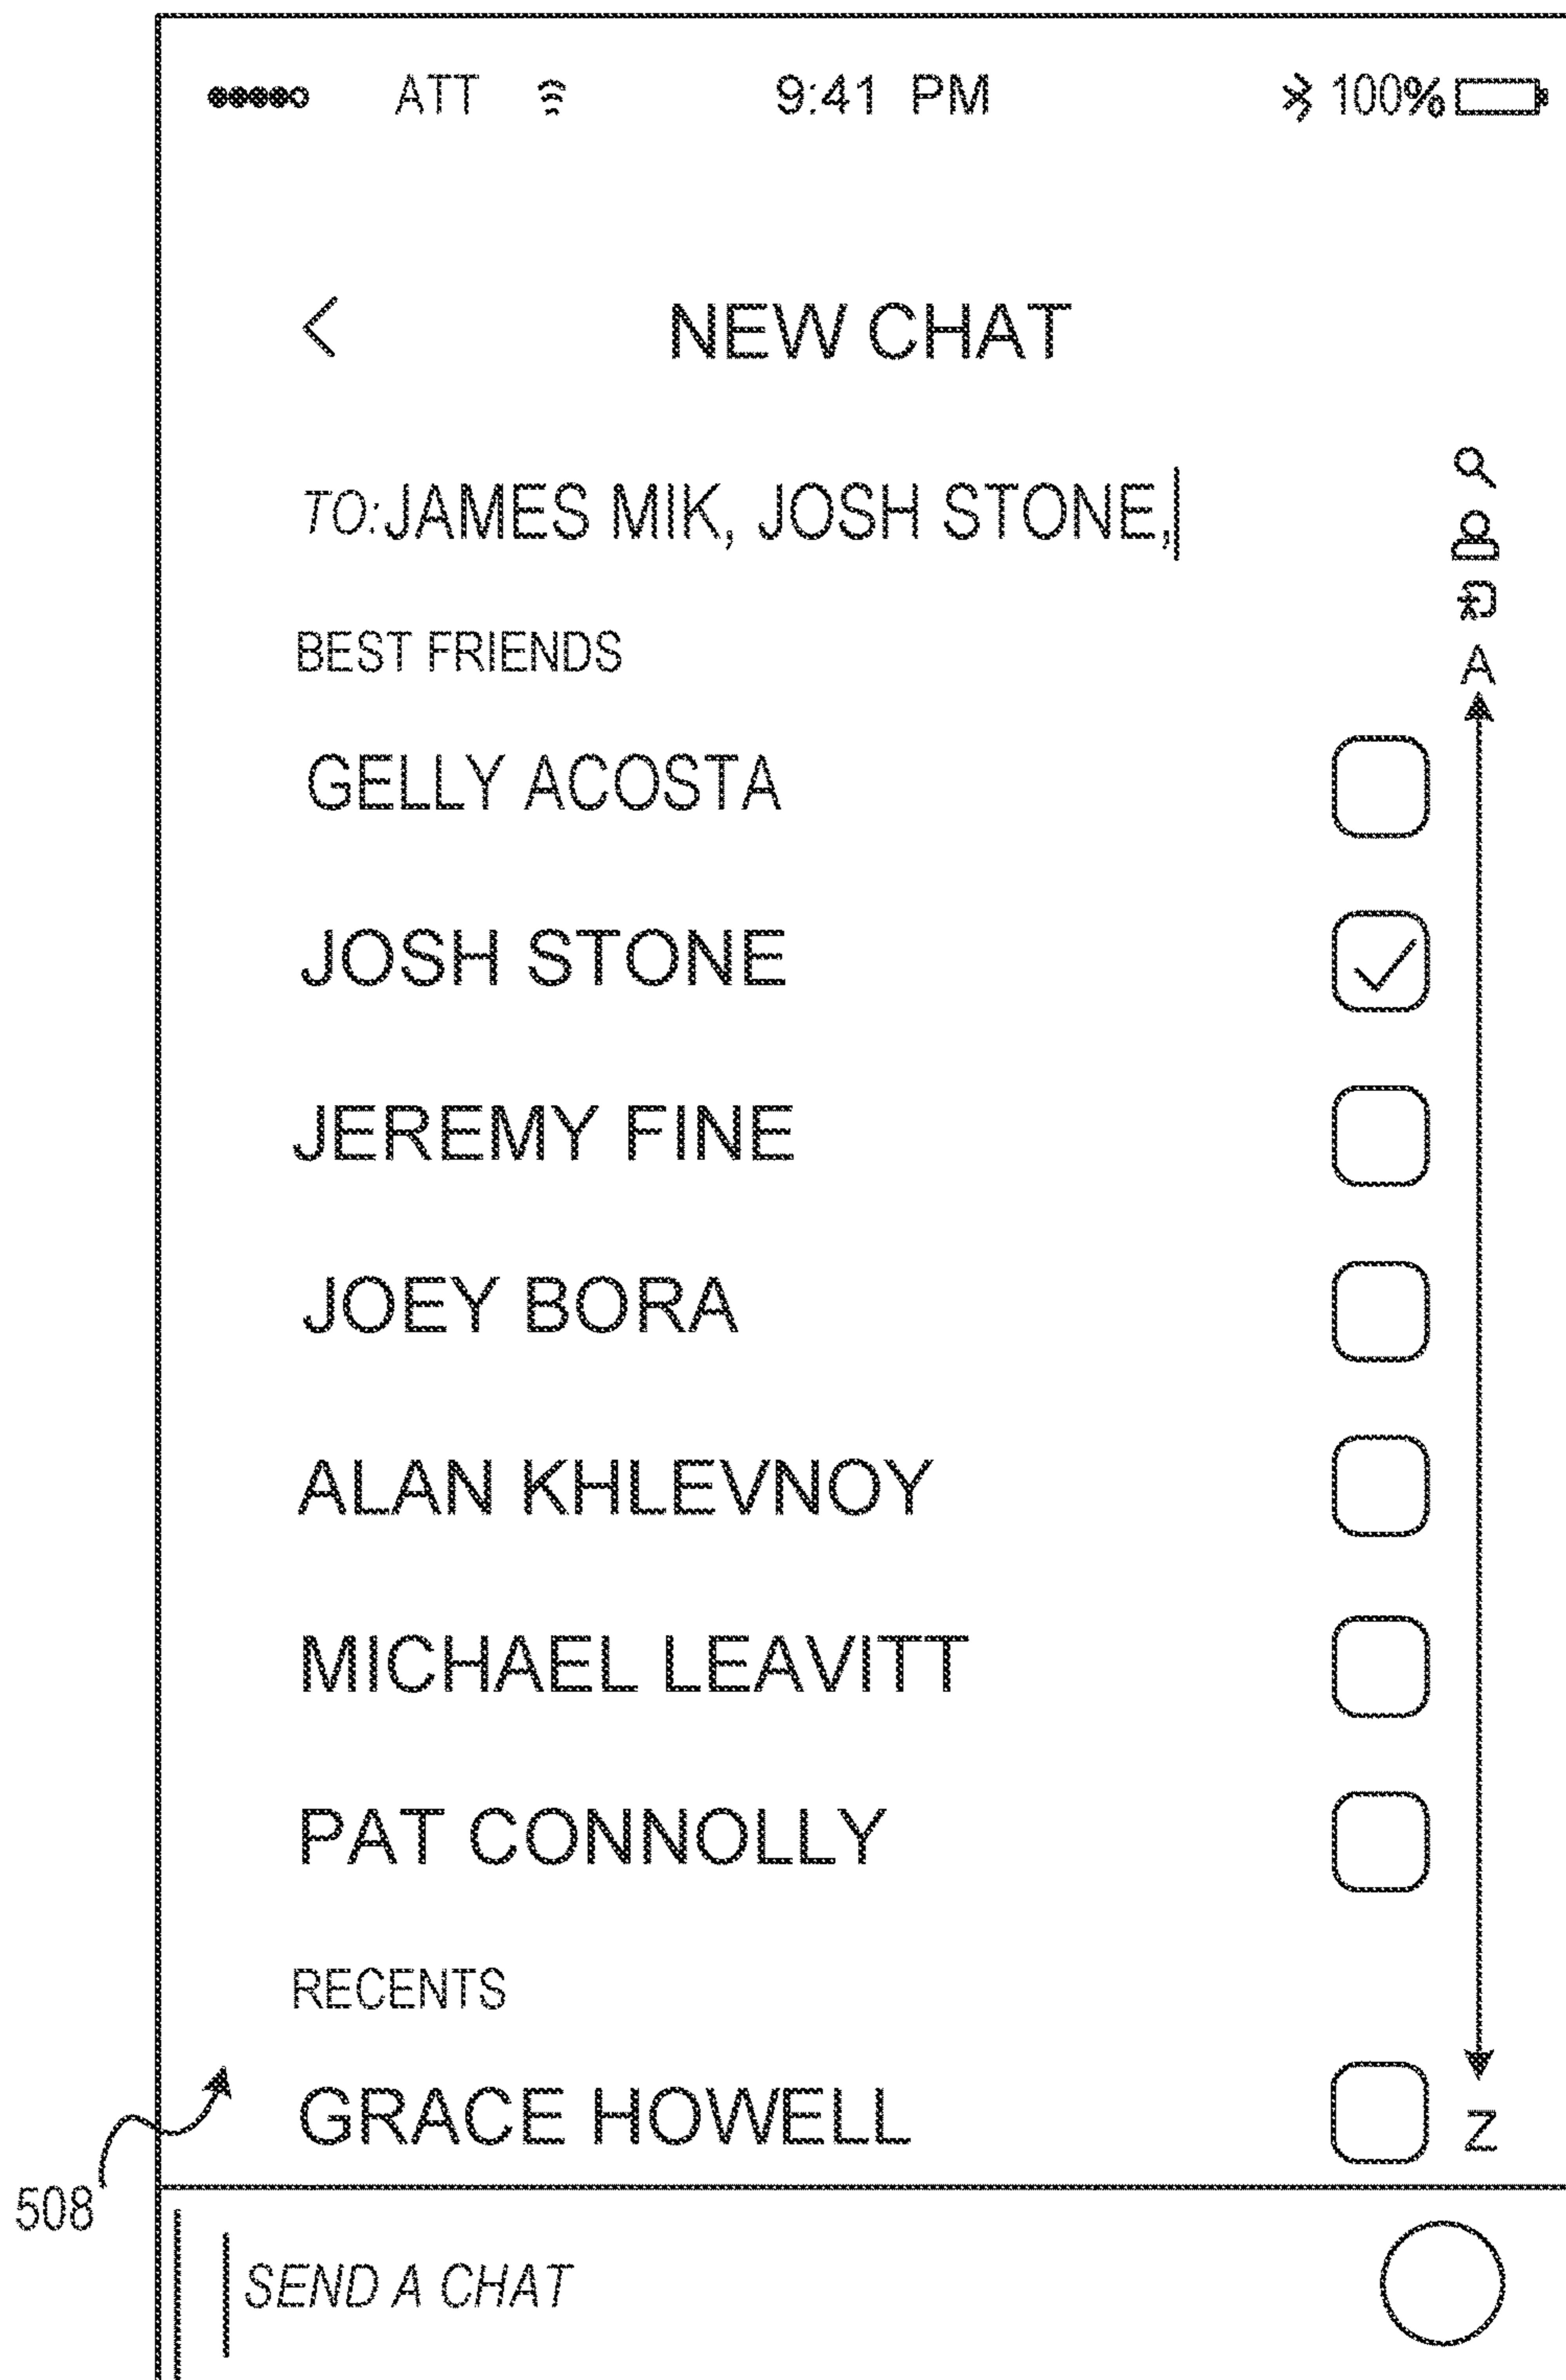 ATT 9:41 PM 100%
< NEW CHAT
TO: JAMES MIK, JOSH STONE,
BEST FRIENDS
A
GELLY ACOSTA
JOSH STONE
JEREMY FINE
JOEY BORA
ALAN KHLEVNOY
MICHAEL LEAVITT
PAT CONNOLLY
RECENTS
GRACE HOWELL
Z
508
SEND A CHAT